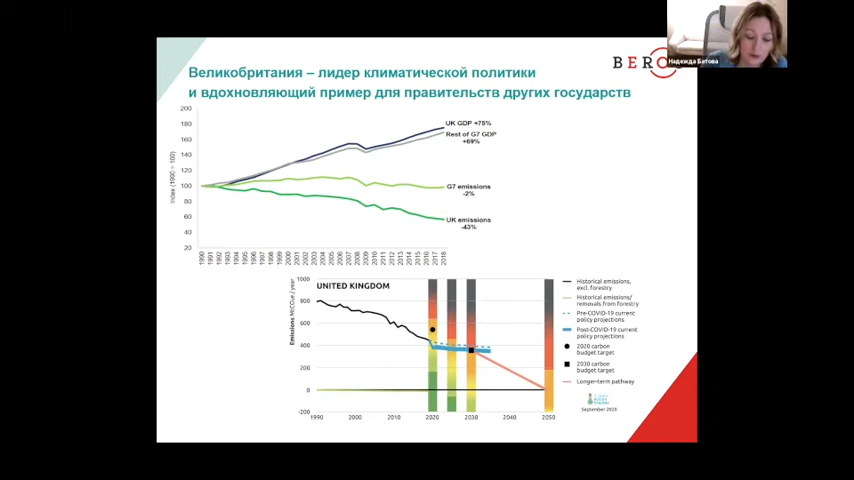 Надежда Батова
BERO
Великобритания – лидер климатической политики
и вдохновляющий пример для правительств других государств
200
180
160
140
120
100
80
60
40
20
Index (1990 = 100)
UK GDP +75%
Rest of G7 GDP
+69%
G7 emissions
-2%
UK emissions
-43%
1990 1991 1992 1993 1994 1995 1996 1997 1998 1999 2000 2001 2002 2003 2004 2005 2006 2007 2008 2009 2010 2011 2012 2013 2014 2015 2016 2017 2018
UNITED KINGDOM
Emissions MtCO₂e / year
1000
800
600
400
200
0
-200
1990 2000 2010 2020 2030 2040 2050
Historical emissions,
excl. forestry
Historical emissions/
removals from forestry
Pre-COVID-19 current
policy projections
Post-COVID-19 current
policy projections
2020 carbon
budget target
2030 carbon
budget target
Longer-term pathway
September 2020